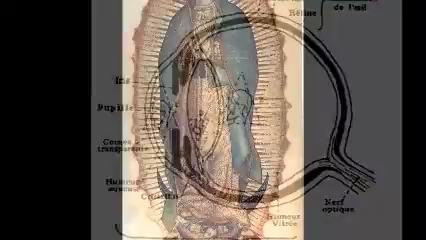 Rétine
de l'œil
Iris
Pupille
Cornée
transparente
Humeur
aqueuse
Cristallin
Humeur
Vitrée
Nerf
optique